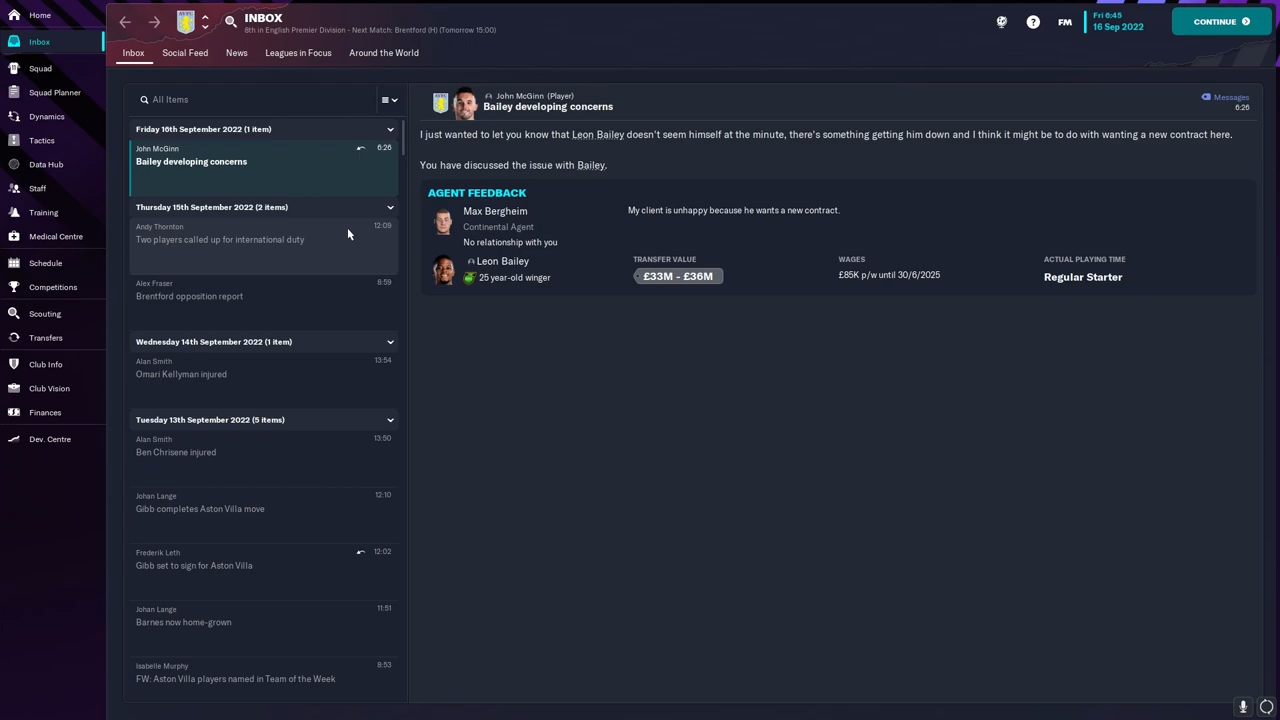 Home
Inbox
Squad
Squad Planner
Dynamics
Tactics
Data Hub
Staff
Training
Medical Centre
Schedule
Competitions
Scouting
Transfers
Club Info
Club Vision
Finances
Dev. Centre
INBOX
8th in English Premier Division - Next Match: Brentford (H) (Tomorrow 15:00)
FM
Fri 6:45
16 Sep 2022
CONTINUE
Inbox Social Feed News Leagues in Focus Around the World
All Items
Friday 16th September 2022 (1 item)
John McGinn 6:26
Bailey developing concerns
Thursday 15th September 2022 (2 items)
Andy Thornton 12:09
Two players called up for international duty
Alex Fraser 8:59
Brentford opposition report
Wednesday 14th September 2022 (1 item)
Alan Smith 13:54
Omari Kellyman injured
Tuesday 13th September 2022 (5 items)
Alan Smith 13:50
Ben Chrisene injured
Johan Lange 12:10
Gibb completes Aston Villa move
Frederik Leth 12:02
Gibb set to sign for Aston Villa
Johan Lange 11:51
Barnes now home-grown
Isabelle Murphy 8:53
FW: Aston Villa players named in Team of the Week
John McGinn (Player)
Bailey developing concerns
Messages
6:26
I just wanted to let you know that Leon Bailey doesn't seem himself at the minute, there's something getting him down and I think it might be to do with wanting a new contract here.
You have discussed the issue with Bailey.
AGENT FEEDBACK
Max Bergheim
Continental Agent
No relationship with you
My client is unhappy because he wants a new contract.
Leon Bailey
25 year-old winger
TRANSFER VALUE
£33M - £36M
WAGES
£85K p/w until 30/6/2025
ACTUAL PLAYING TIME
Regular Starter